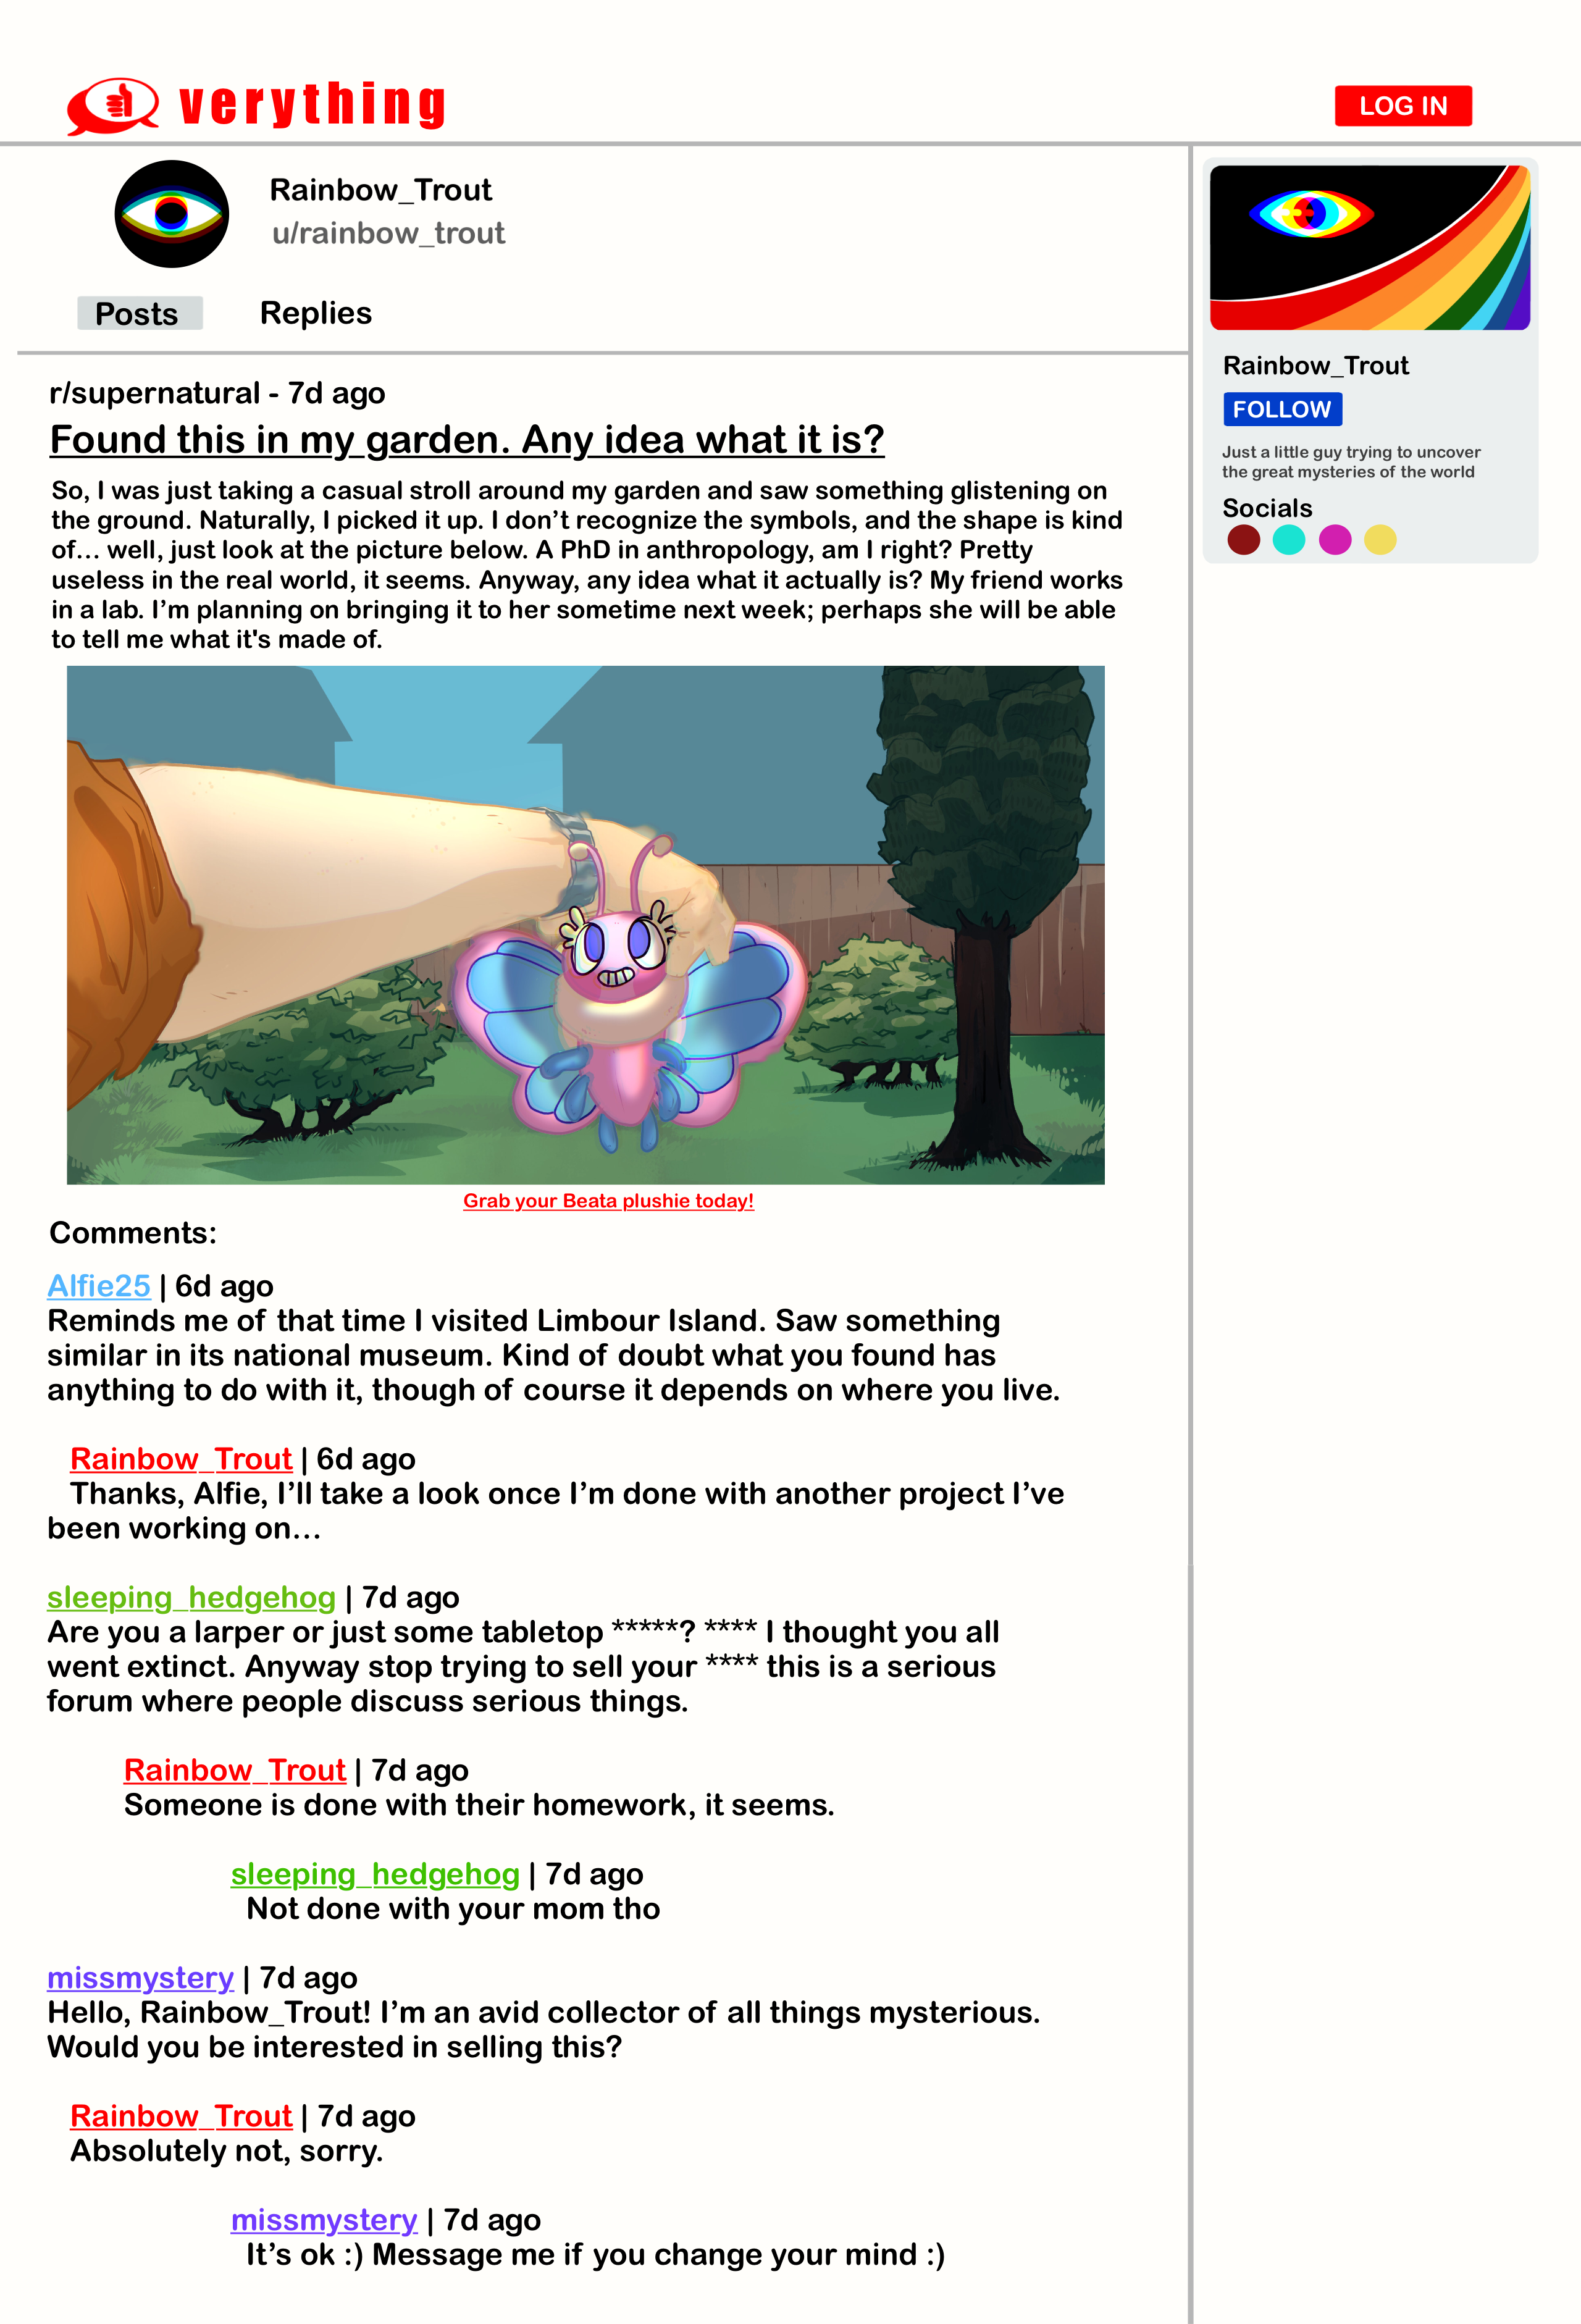 verything
LOG IN
Rainbow_Trout
u/rainbow_trout
Posts
Replies
Rainbow_Trout
FOLLOW
Just a little guy trying to uncover
the great mysteries of the world
Socials
r/supernatural - 7d ago
Found this in my garden. Any idea what it is?
So, I was just taking a casual stroll around my garden and saw something glistening on
the ground. Naturally, I picked it up. I don’t recognize the symbols, and the shape is kind
of… well, just look at the picture below. A PhD in anthropology, am I right? Pretty
useless in the real world, it seems. Anyway, any idea what it actually is? My friend works
in a lab. I’m planning on bringing it to her sometime next week; perhaps she will be able
to tell me what it's made of.
Grab your Beata plushie today!
Comments:
Alfie25 | 6d ago
Reminds me of that time I visited Limbour Island. Saw something
similar in its national museum. Kind of doubt what you found has
anything to do with it, though of course it depends on where you live.
Rainbow_Trout | 6d ago
Thanks, Alfie, I’ll take a look once I’m done with another project I’ve
been working on…
sleeping_hedgehog | 7d ago
Are you a larper or just some tabletop *****? **** I thought you all
went extinct. Anyway stop trying to sell your **** this is a serious
forum where people discuss serious things.
Rainbow_Trout | 7d ago
Someone is done with their homework, it seems.
sleeping_hedgehog | 7d ago
Not done with your mom tho
missmystery | 7d ago
Hello, Rainbow_Trout! I’m an avid collector of all things mysterious.
Would you be interested in selling this?
Rainbow_Trout | 7d ago
Absolutely not, sorry.
missmystery | 7d ago
It’s ok :) Message me if you change your mind :)